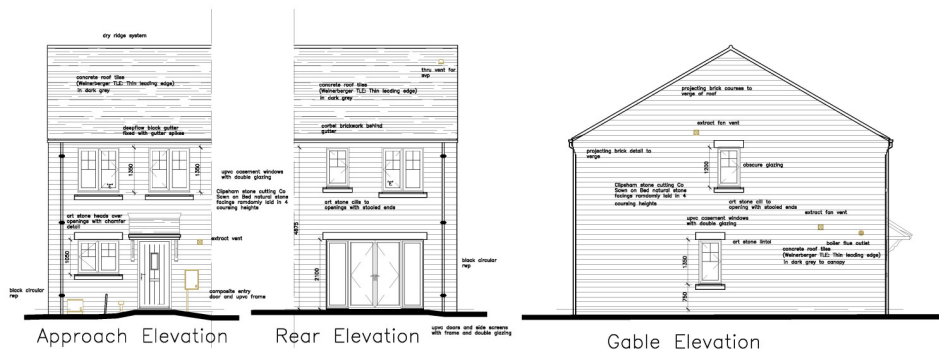 dry ridge system
concrete roof tiles
(Weinerberger TLE: Thin leading edge)
in dark grey
deepflow black gutter
fixed with gutter spikes
1350
1350
art stone heads over
openings with chamfer
detail
1050
extract vent
black circular
rwp
composite entry
door and upvc frame
Approach Elevation
upvc casement windows
with double glazing
Clipsham stone cutting Co
Sawn on Bed natural stone
facings ramdomly laid in 4
coursing heights
thru vent for
svp
concrete roof tiles
(Weinerberger TLE: Thin leading edge)
in dark grey
corbel brickwork behind
gutter
art stone cills to
openings with stooled ends
4875
2100
black circular
rwp
upvc doors and side screens
with frame and double glazing
Rear Elevation
projecting brick courses to
verge of roof
extract fan vent
projecting brick detail to
verge
1200
obscure glazing
Clipsham stone cutting Co
Sawn on Bed natural stone
facings ramdomly laid in 4
coursing heights
art stone cill to
opening with stooled ends
upvc casement windows
with double glazing
extract fan vent
art stone lintol
boiler flue outlet
concrete roof tiles
(Weinerberger TLE: Thin leading edge)
in dark grey to canopy
1350
750
Gable Elevation